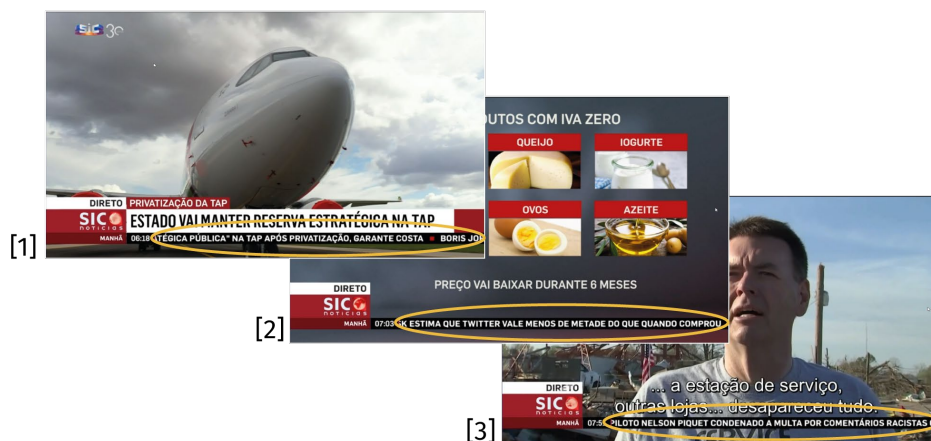 SIC 30
DIRETO PRIVATIZAÇÃO DA TAP
SIC ESTADO VAI MANTER RESERVA ESTRATÉGICA NA TAP
notícias
MANHÃ 06:18 ATÉGICA PÚBLICA" NA TAP APÓS PRIVATIZAÇÃO, GARANTE COSTA ■ BORIS JO
[1]
UTOS COM IVA ZERO
QUEIJO IOGURTE
OVOS AZEITE
PREÇO VAI BAIXAR DURANTE 6 MESES
DIRETO
SIC
notícias
MANHÃ 07:03 K ESTIMA QUE TWITTER VALE MENOS DE METADE DO QUE QUANDO COMPROU
[2]
... a estação de serviço,
outras lojas... desapareceu tudo.
DIRETO
SIC
notícias
MANHÃ PILOTO NELSON PIQUET CONDENADO A MULTA POR COMENTÁRIOS RACISTAS
[3]